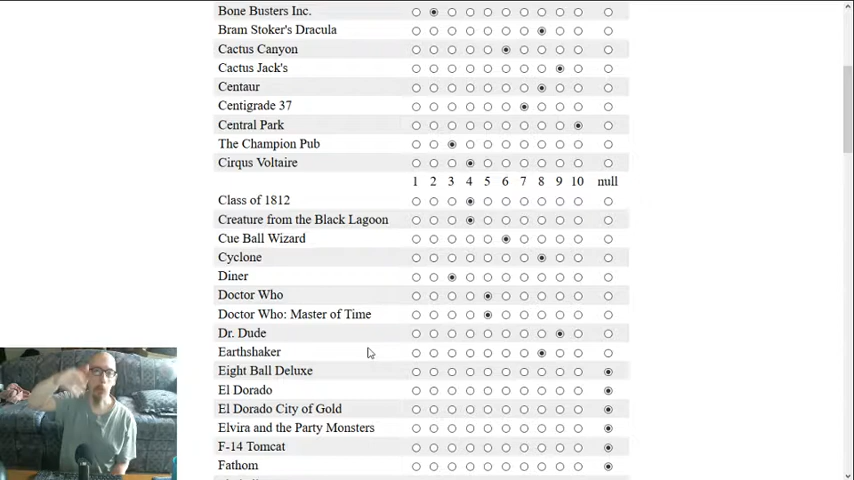 Bone Busters Inc.
Bram Stoker's Dracula
Cactus Canyon
Cactus Jack's
Centaur
Centigrade 37
Central Park
The Champion Pub
Cirqus Voltaire
1 2 3 4 5 6 7 8 9 10 null
Class of 1812
Creature from the Black Lagoon
Cue Ball Wizard
Cyclone
Diner
Doctor Who
Doctor Who: Master of Time
Dr. Dude
Earthshaker
Eight Ball Deluxe
El Dorado
El Dorado City of Gold
Elvira and the Party Monsters
F-14 Tomcat
Fathom